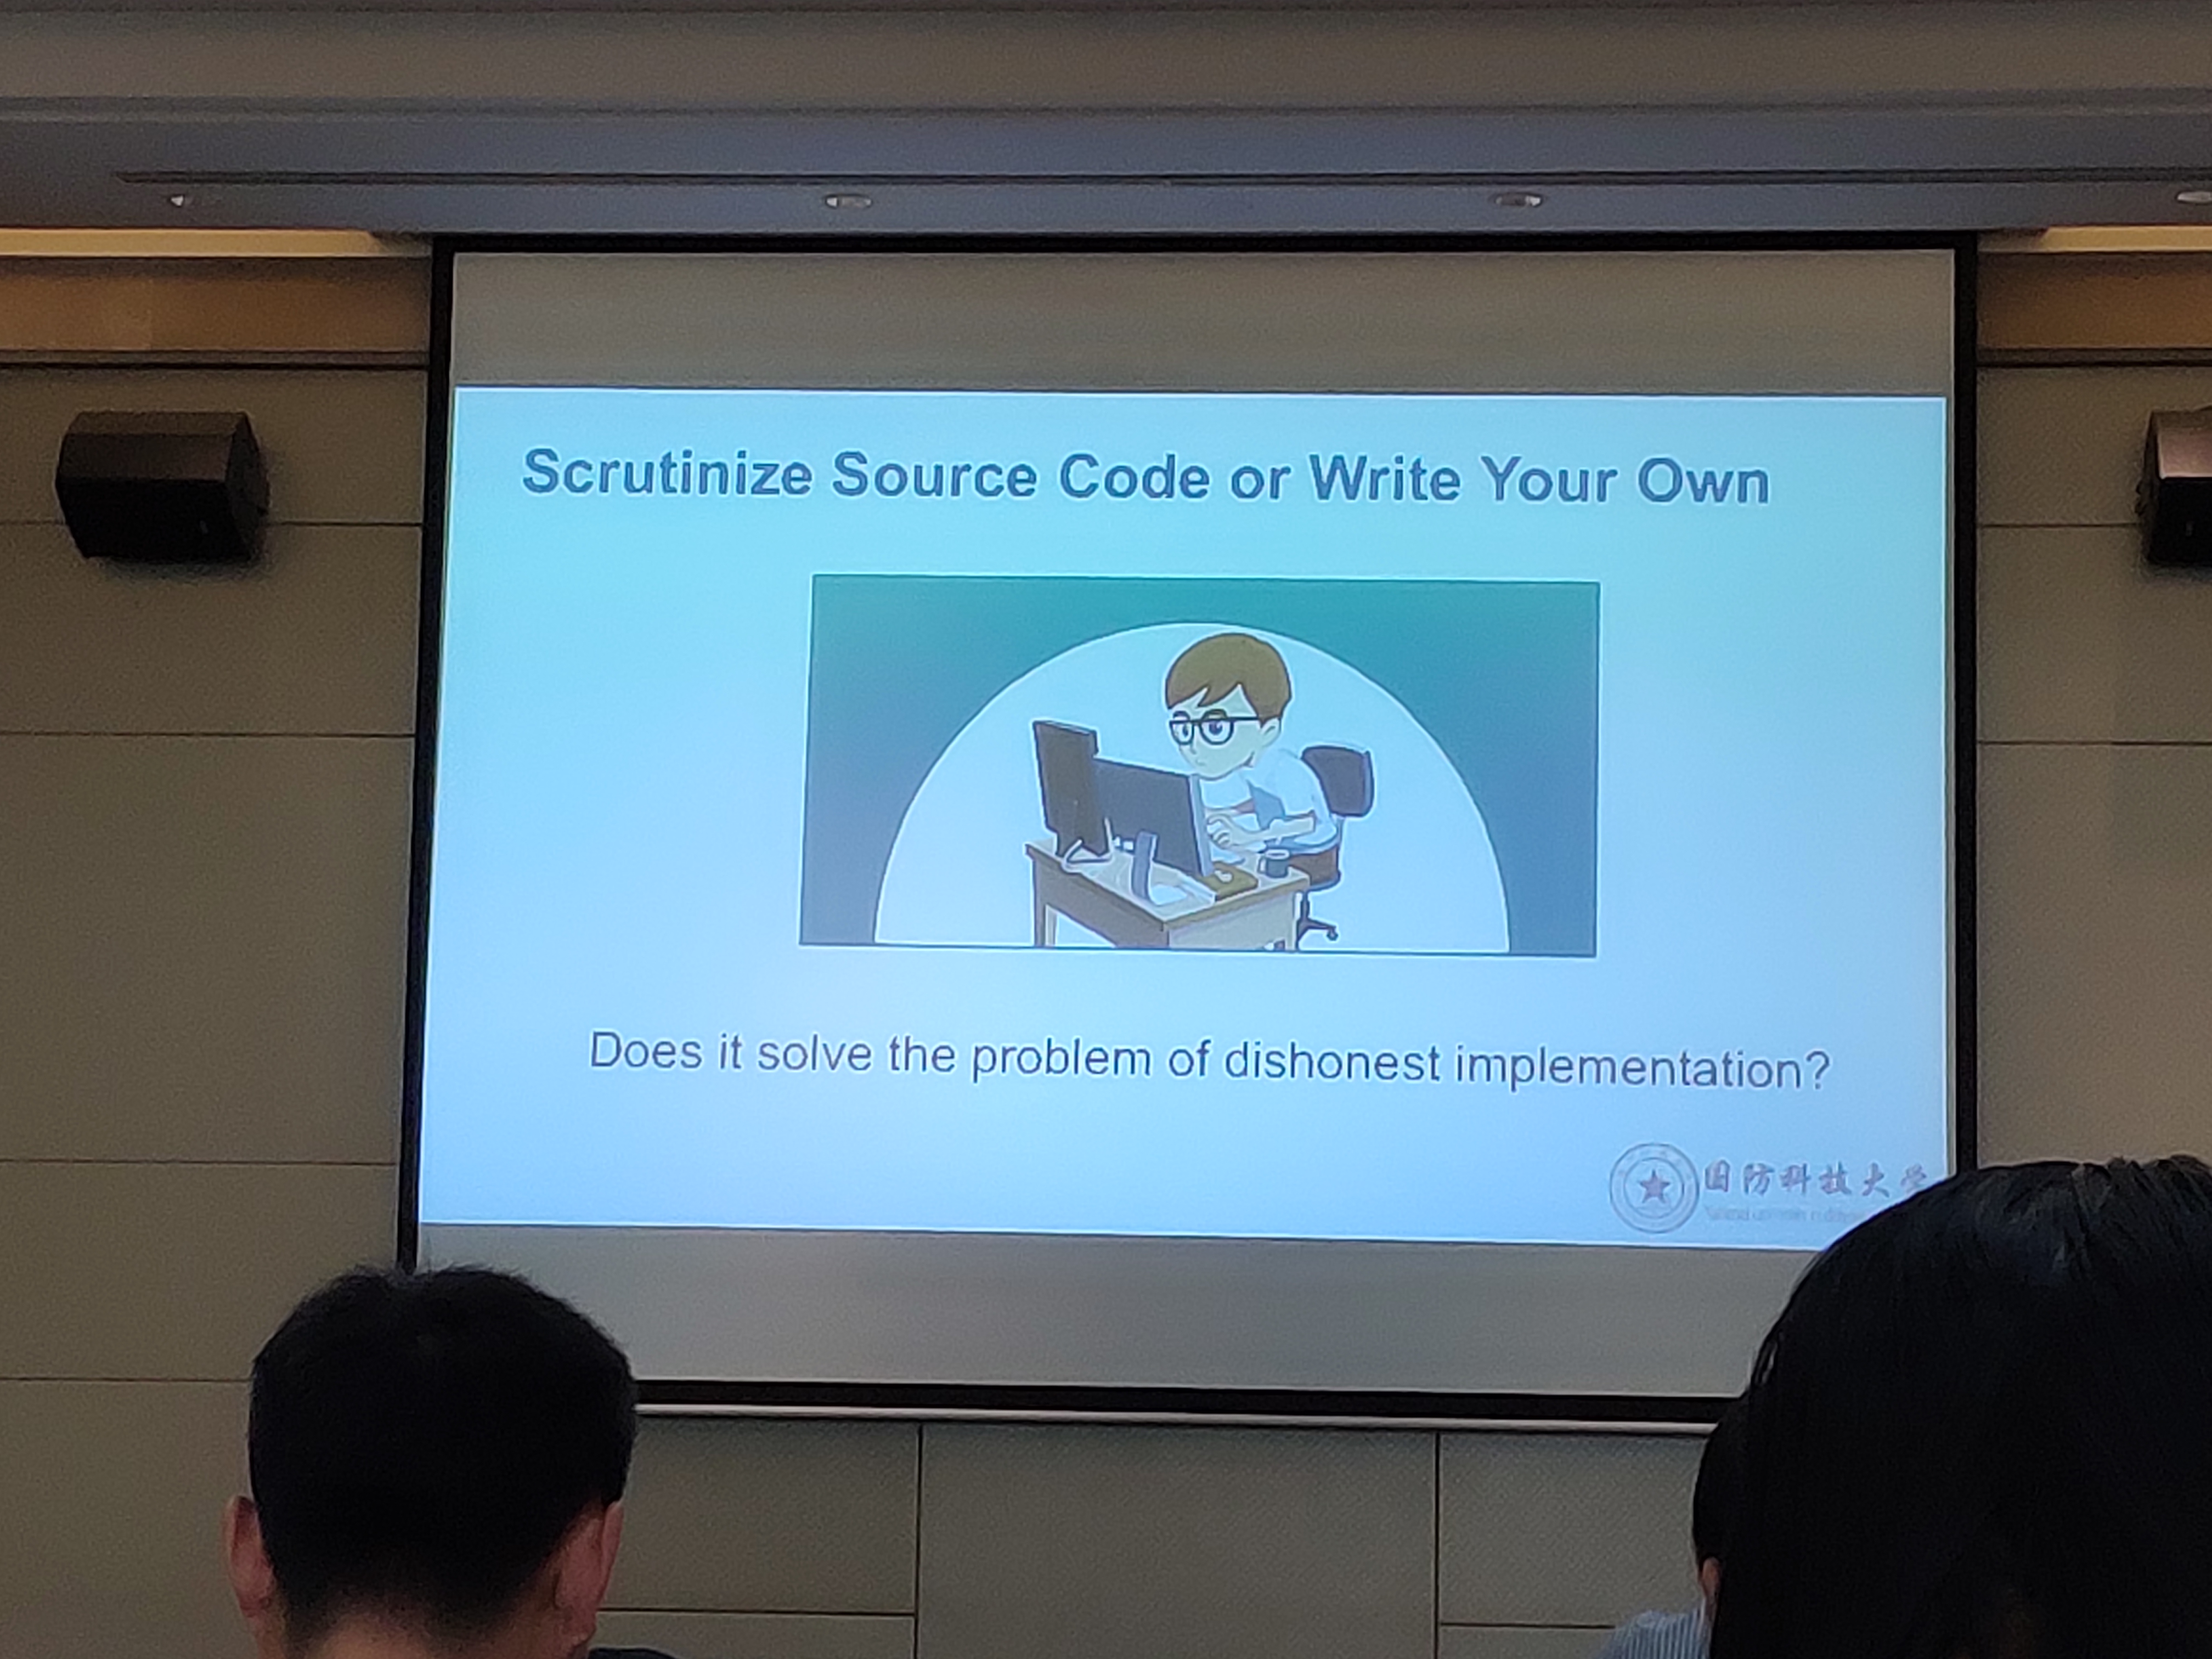 Scrutinize Source Code or Write Your Own
Does it solve the problem of dishonest implementation?
国防科技大学